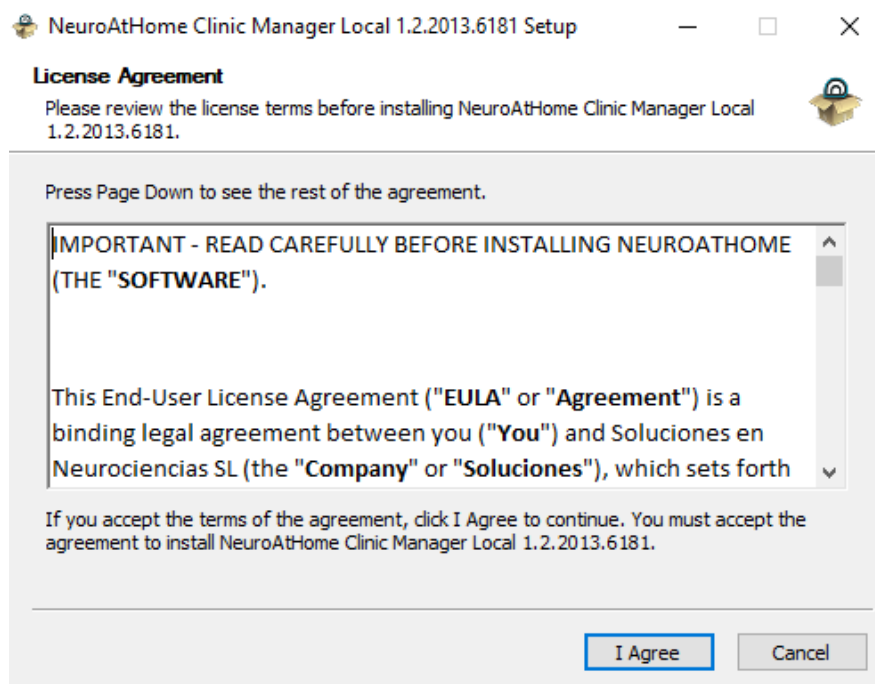 NeuroAtHome Clinic Manager Local 1.2.2013.6181 Setup
License Agreement
Please review the license terms before installing NeuroAtHome Clinic Manager Local
1.2.2013.6181.
Press Page Down to see the rest of the agreement.
IMPORTANT - READ CAREFULLY BEFORE INSTALLING NEUROATHOME
(THE "SOFTWARE").
This End-User License Agreement ("EULA" or "Agreement") is a
binding legal agreement between you ("You") and Soluciones en
Neurociencias SL (the "Company" or "Soluciones"), which sets forth
If you accept the terms of the agreement, click I Agree to continue. You must accept the
agreement to install NeuroAtHome Clinic Manager Local 1.2.2013.6181.
I Agree
Cancel